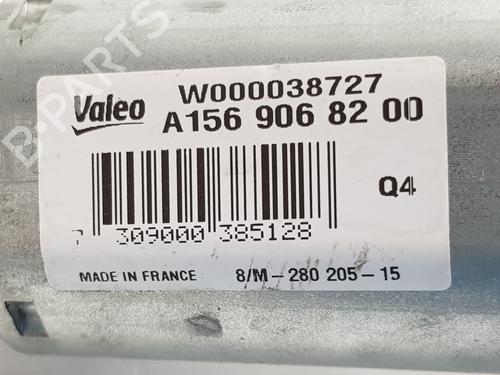 B-PARTS
Valeo
W000038727
A156 906 82 00
Q4
309000 385128
MADE IN FRANCE
8/M-280 205-15